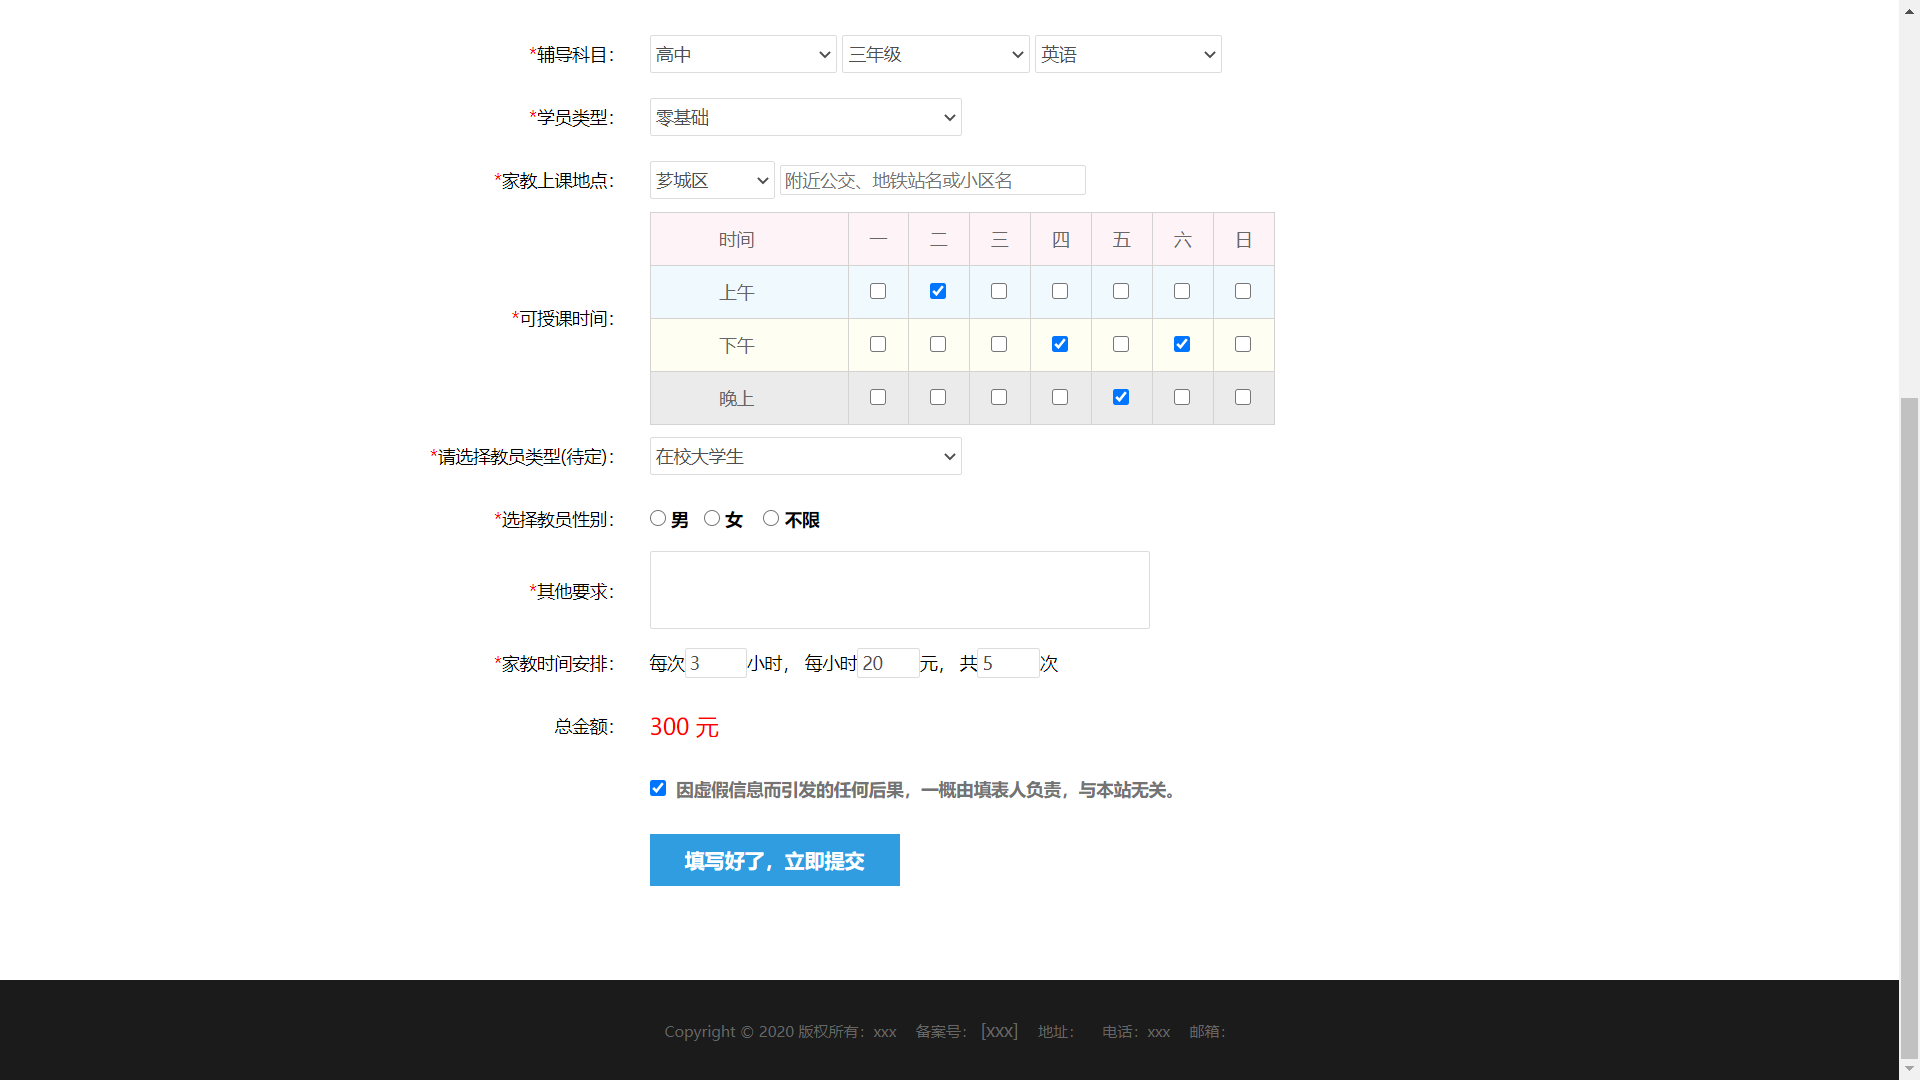 *辅导科目： 高中 三年级 英语
*学员类型： 零基础
*家教上课地点： 芗城区 附近公交、地铁站名或小区名
*可授课时间：
时间 一 二 三 四 五 六 日
上午
下午
晚上
*请选择教员类型(待定)： 在校大学生
*选择教员性别： 男 女 不限
*其他要求：
*家教时间安排： 每次3小时， 每小时20元， 共5次
总金额： 300 元
因虚假信息而引发的任何后果，一概由填表人负责，与本站无关。
填写好了，立即提交
Copyright © 2020 版权所有：xxx 备案号： [xxx] 地址： 电话：xxx 邮箱：